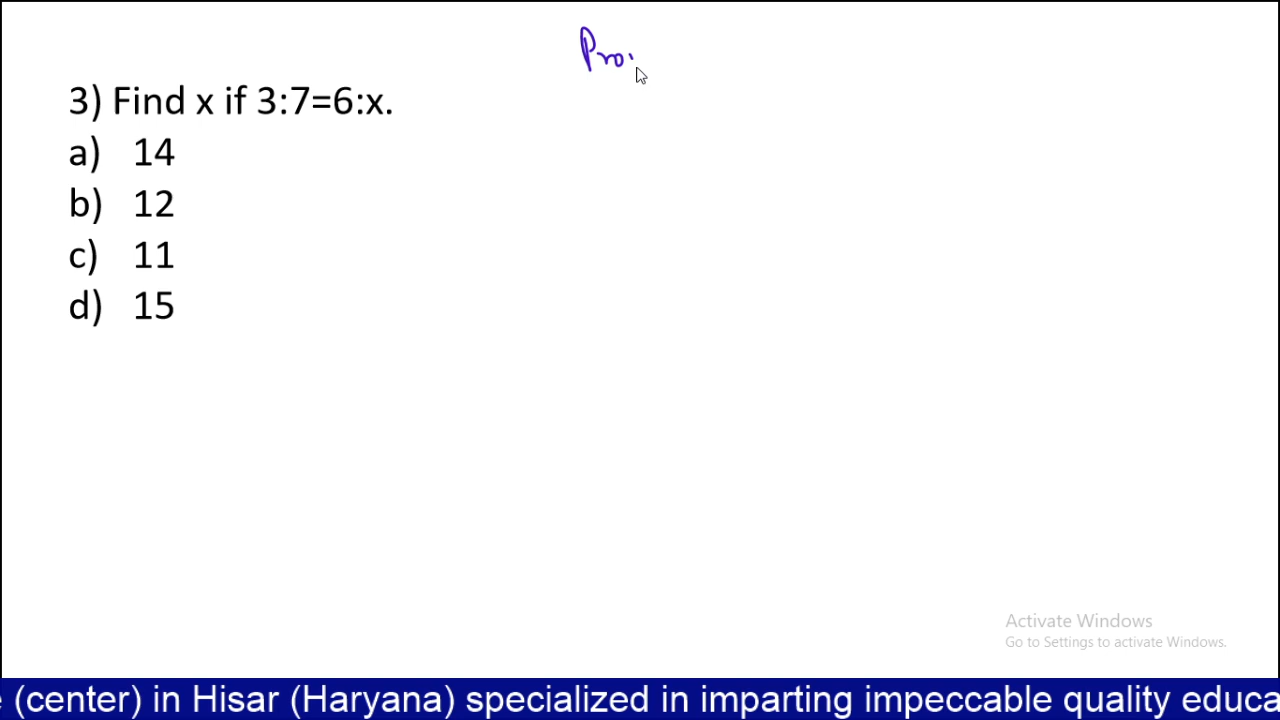 Pro
3) Find x if 3:7=6:x.
a) 14
b) 12
c) 11
d) 15
Activate Windows
Go to Settings to activate Windows.
(center) in Hisar (Haryana) specialized in imparting impeccable quality educa